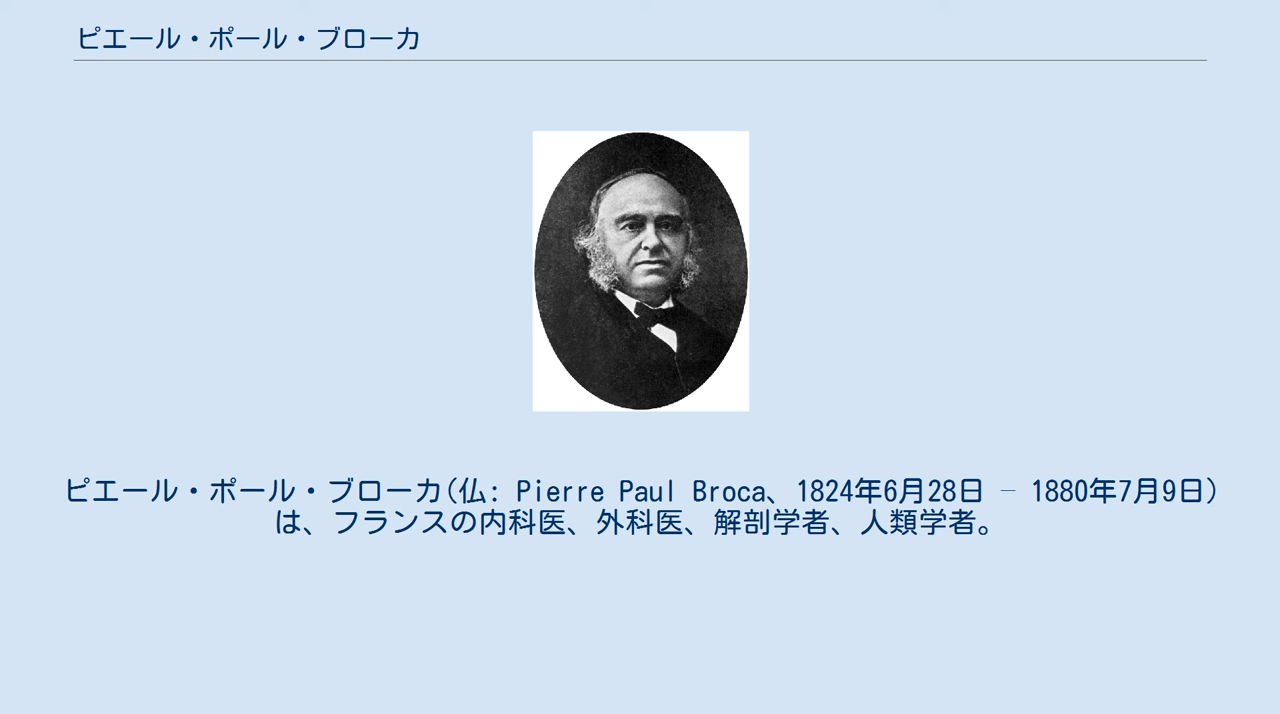 ピエール・ポール・ブローカ
ピエール・ポール・ブローカ(仏: Pierre Paul Broca、1824年6月28日 – 1880年7月9日)
は、フランスの内科医、外科医、解剖学者、人類学者。